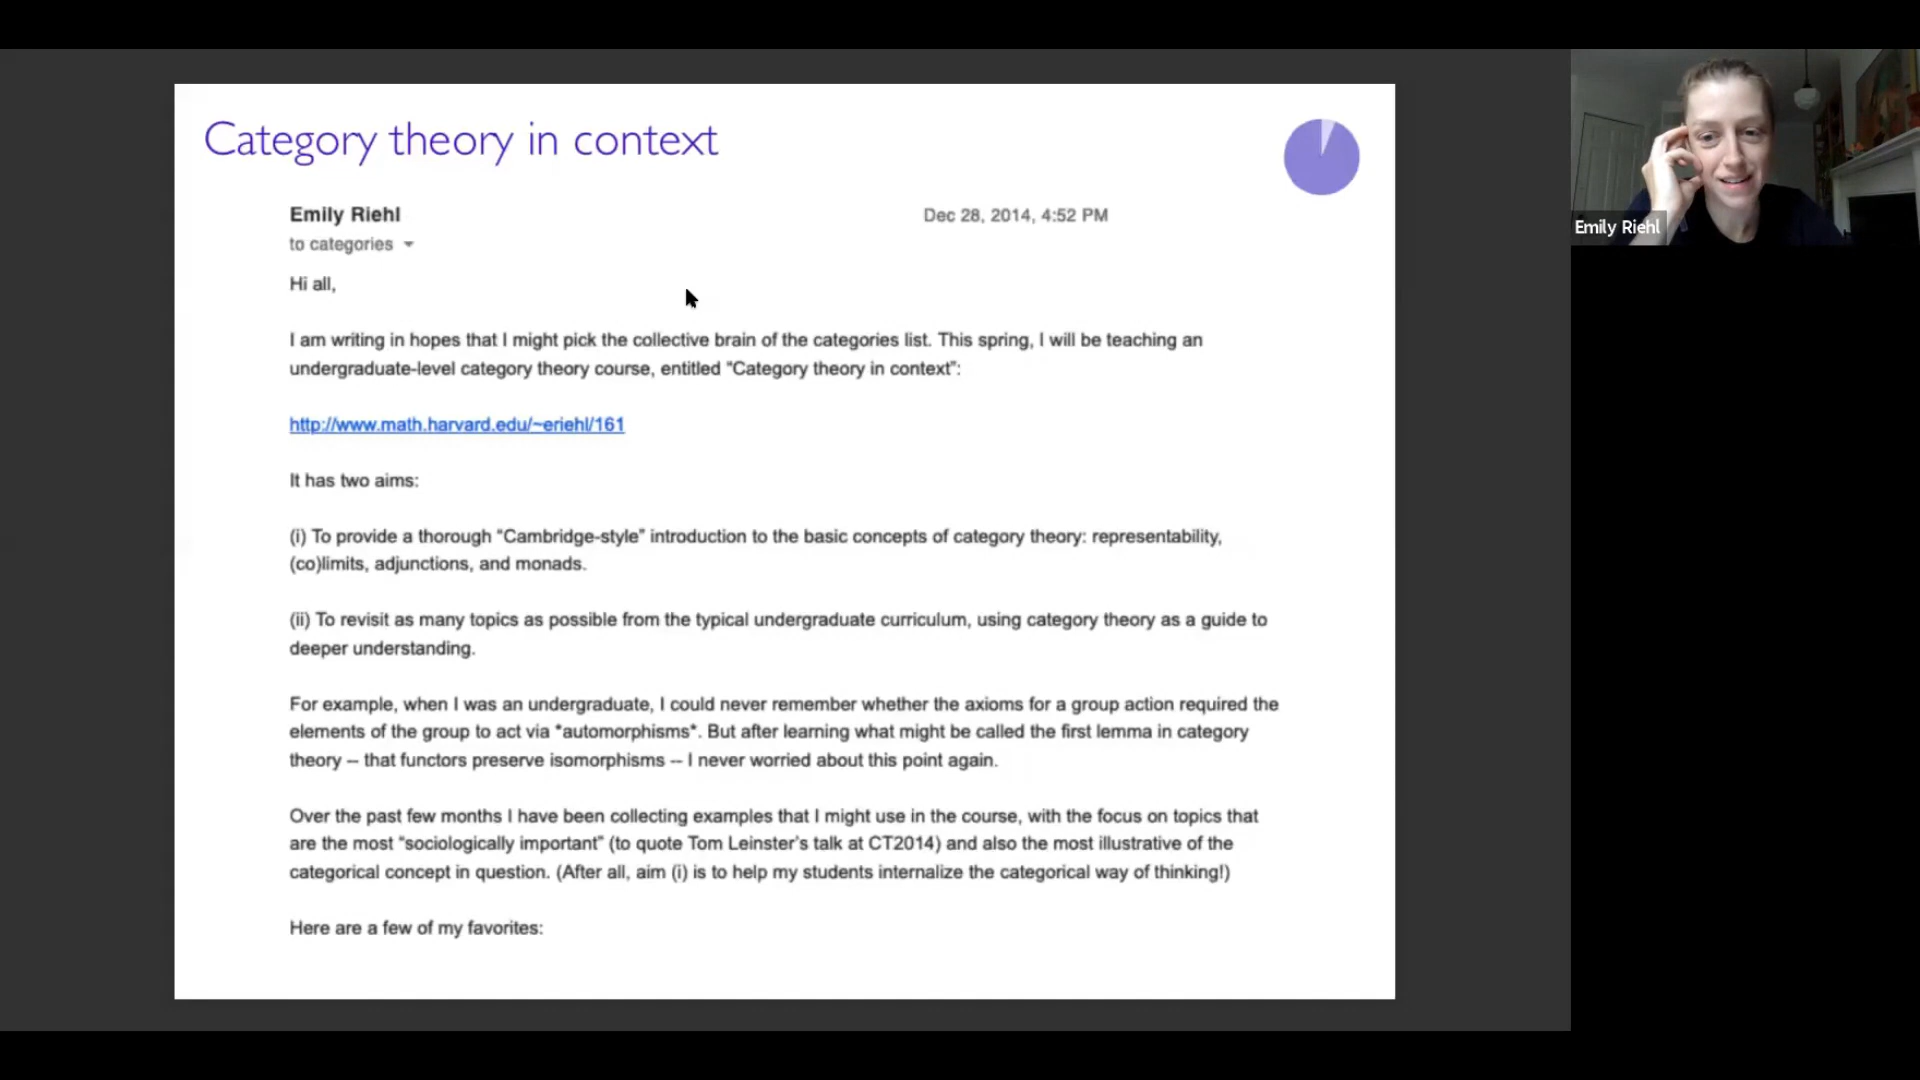 Category theory in context
Emily Riehl
Dec 28, 2014, 4:52 PM
to categories
Hi all,
I am writing in hopes that I might pick the collective brain of the categories list. This spring, I will be teaching an
undergraduate-level category theory course, entitled "Category theory in context":
http://www.math.harvard.edu/~eriehl/161
It has two aims:
(i) To provide a thorough "Cambridge-style" introduction to the basic concepts of category theory: representability,
(co)limits, adjunctions, and monads.
(ii) To revisit as many topics as possible from the typical undergraduate curriculum, using category theory as a guide to
deeper understanding.
For example, when I was an undergraduate, I could never remember whether the axioms for a group action required the
elements of the group to act via *automorphisms*. But after learning what might be called the first lemma in category
theory -- that functors preserve isomorphisms -- I never worried about this point again.
Over the past few months I have been collecting examples that I might use in the course, with the focus on topics that
are the most "sociologically important" (to quote Tom Leinster's talk at CT2014) and also the most illustrative of the
categorical concept in question. (After all, aim (i) is to help my students internalize the categorical way of thinking!)
Here are a few of my favorites:
Emily Riehl